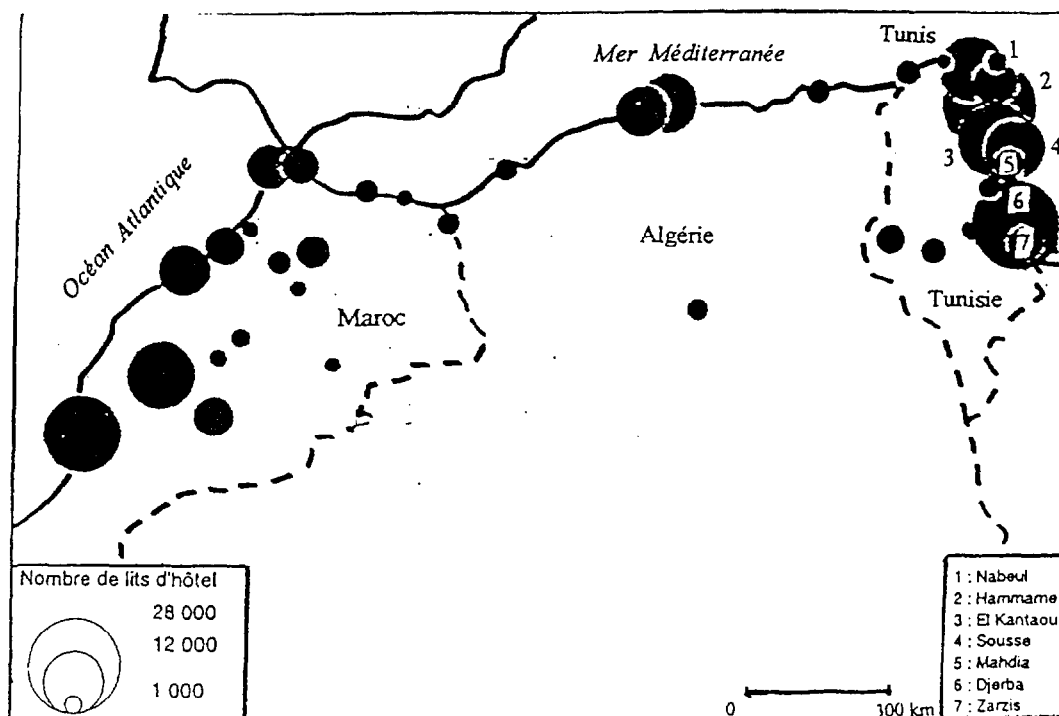 Tunis
1
Mer Méditerranée
2
3
4
5
Océan Atlantique
6
Algérie
7
Tunisie
Maroc
Nombre de lits d'hôtel
28 000
12 000
1 000
0
300 km
1 : Nabeul
2 : Hammame
3 : El Kantaou
4 : Sousse
5 : Mahdia
6 : Djerba
7 : Zarzis